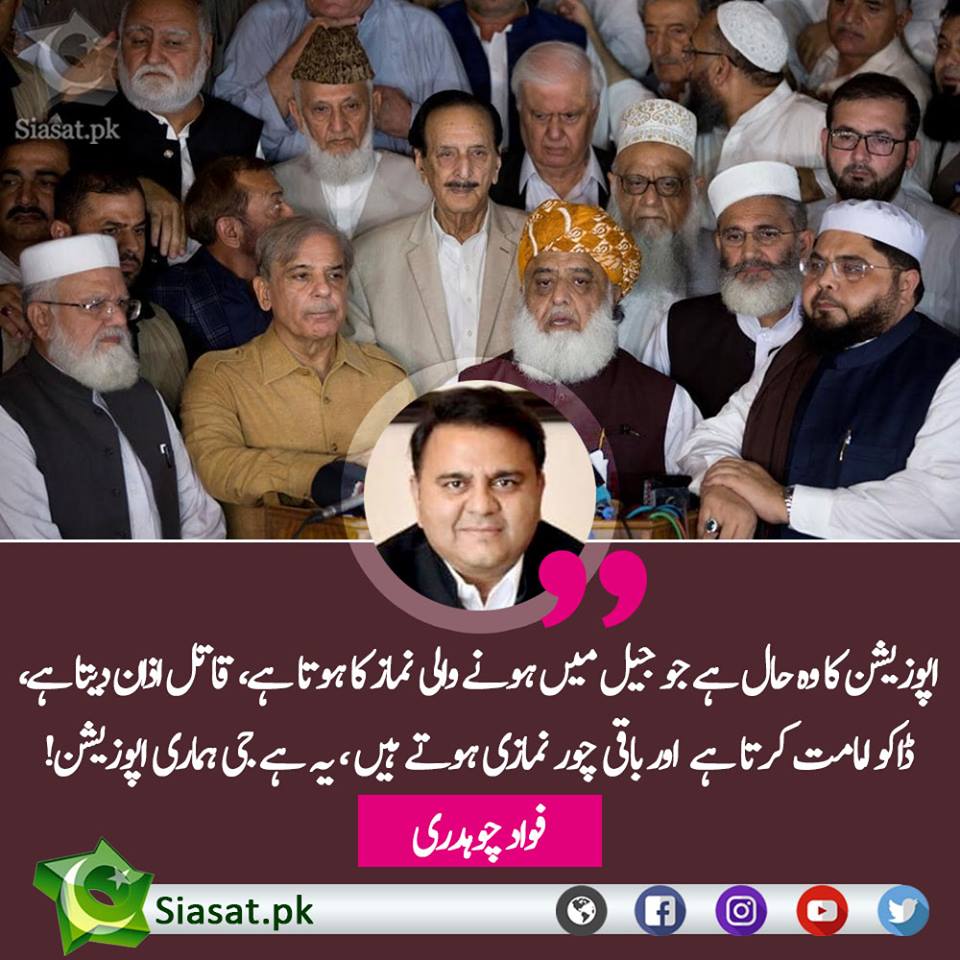 Siasat.pk
اپوزیشن کا وہ حال ہے جو جیل میں ہونے والی نماز کا ہوتا ہے، قاتل اذان دیتا ہے،
ڈاکو امامت کرتا ہے اور باقی چور نمازی ہوتے ہیں، یہ ہے جی ہماری اپوزیشن!
فواد چوہدری
Siasat.pk